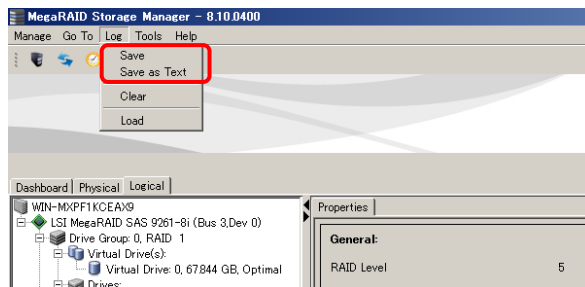 MegaRAID Storage Manager - 8.10.0400
Manage Go To Log Tools Help
Save
Save as Text
Clear
Load
Dashboard Physical Logical
WIN-MXPF1KCEAX9
LSI MegaRAID SAS 9261-8i (Bus 3,Dev 0)
Drive Group: 0, RAID 1
Virtual Drive(s):
Virtual Drive: 0, 67.844 GB, Optimal
Drives:
Properties
General:
RAID Level 5